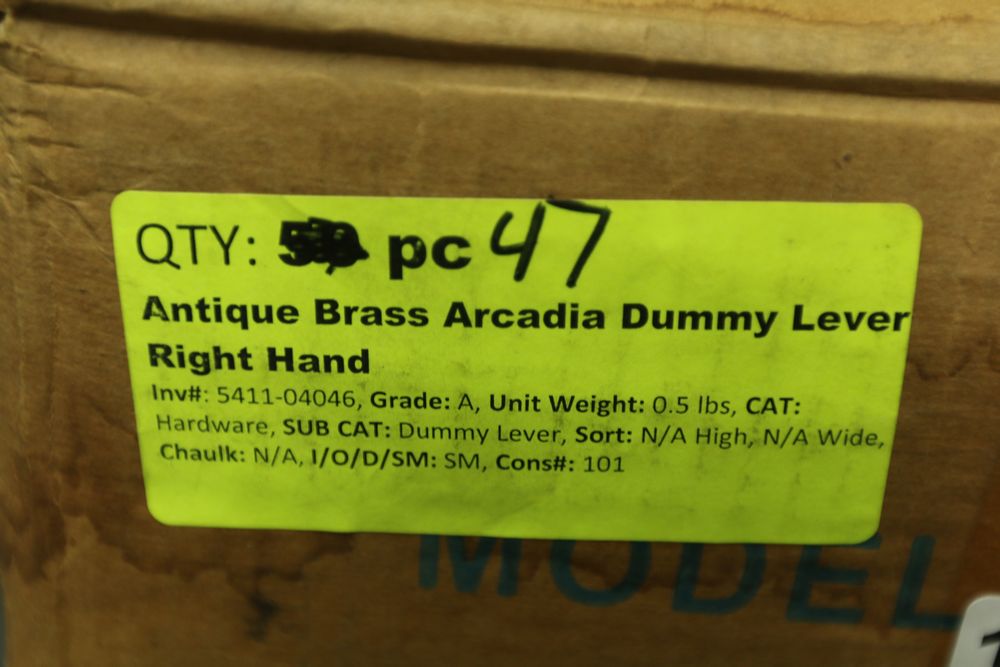 QTY: pc 47
Antique Brass Arcadia Dummy Lever
Right Hand
Inv#: 5411-04046, Grade: A, Unit Weight: 0.5 lbs, CAT:
Hardware, SUB CAT: Dummy Lever, Sort: N/A High, N/A Wide,
Chaulk: N/A, I/O/D/SM: SM, Cons#: 101
MODEL